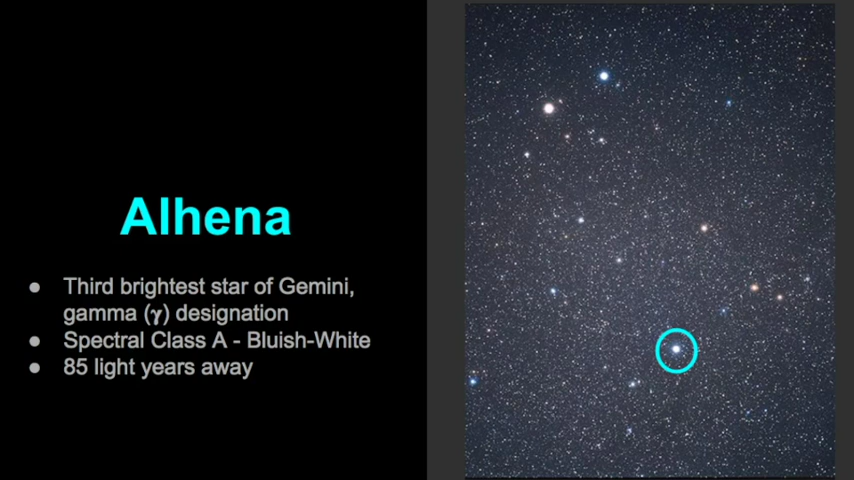 Alhena
● Third brightest star of Gemini,
gamma (γ) designation
● Spectral Class A - Bluish-White
● 85 light years away